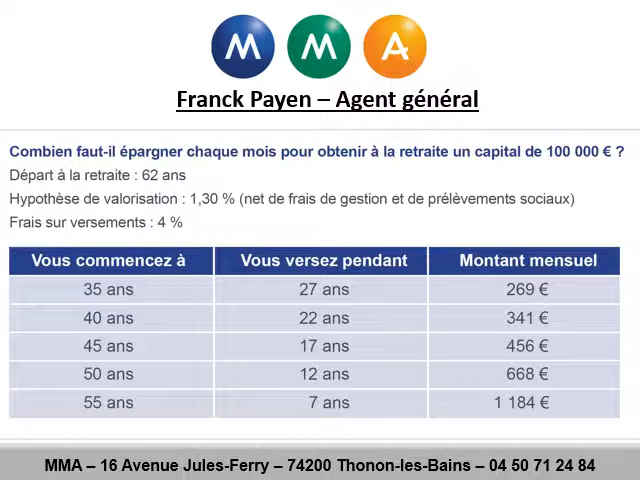 MMA
Franck Payen – Agent général
Combien faut-il épargner chaque mois pour obtenir à la retraite un capital de 100 000 € ?
Départ à la retraite : 62 ans
Hypothèse de valorisation : 1,30 % (net de frais de gestion et de prélèvements sociaux)
Frais sur versements : 4 %
Vous commencez à Vous versez pendant Montant mensuel
35 ans 27 ans 269 €
40 ans 22 ans 341 €
45 ans 17 ans 456 €
50 ans 12 ans 668 €
55 ans 7 ans 1 184 €
MMA – 16 Avenue Jules-Ferry – 74200 Thonon-les-Bains – 04 50 71 24 84